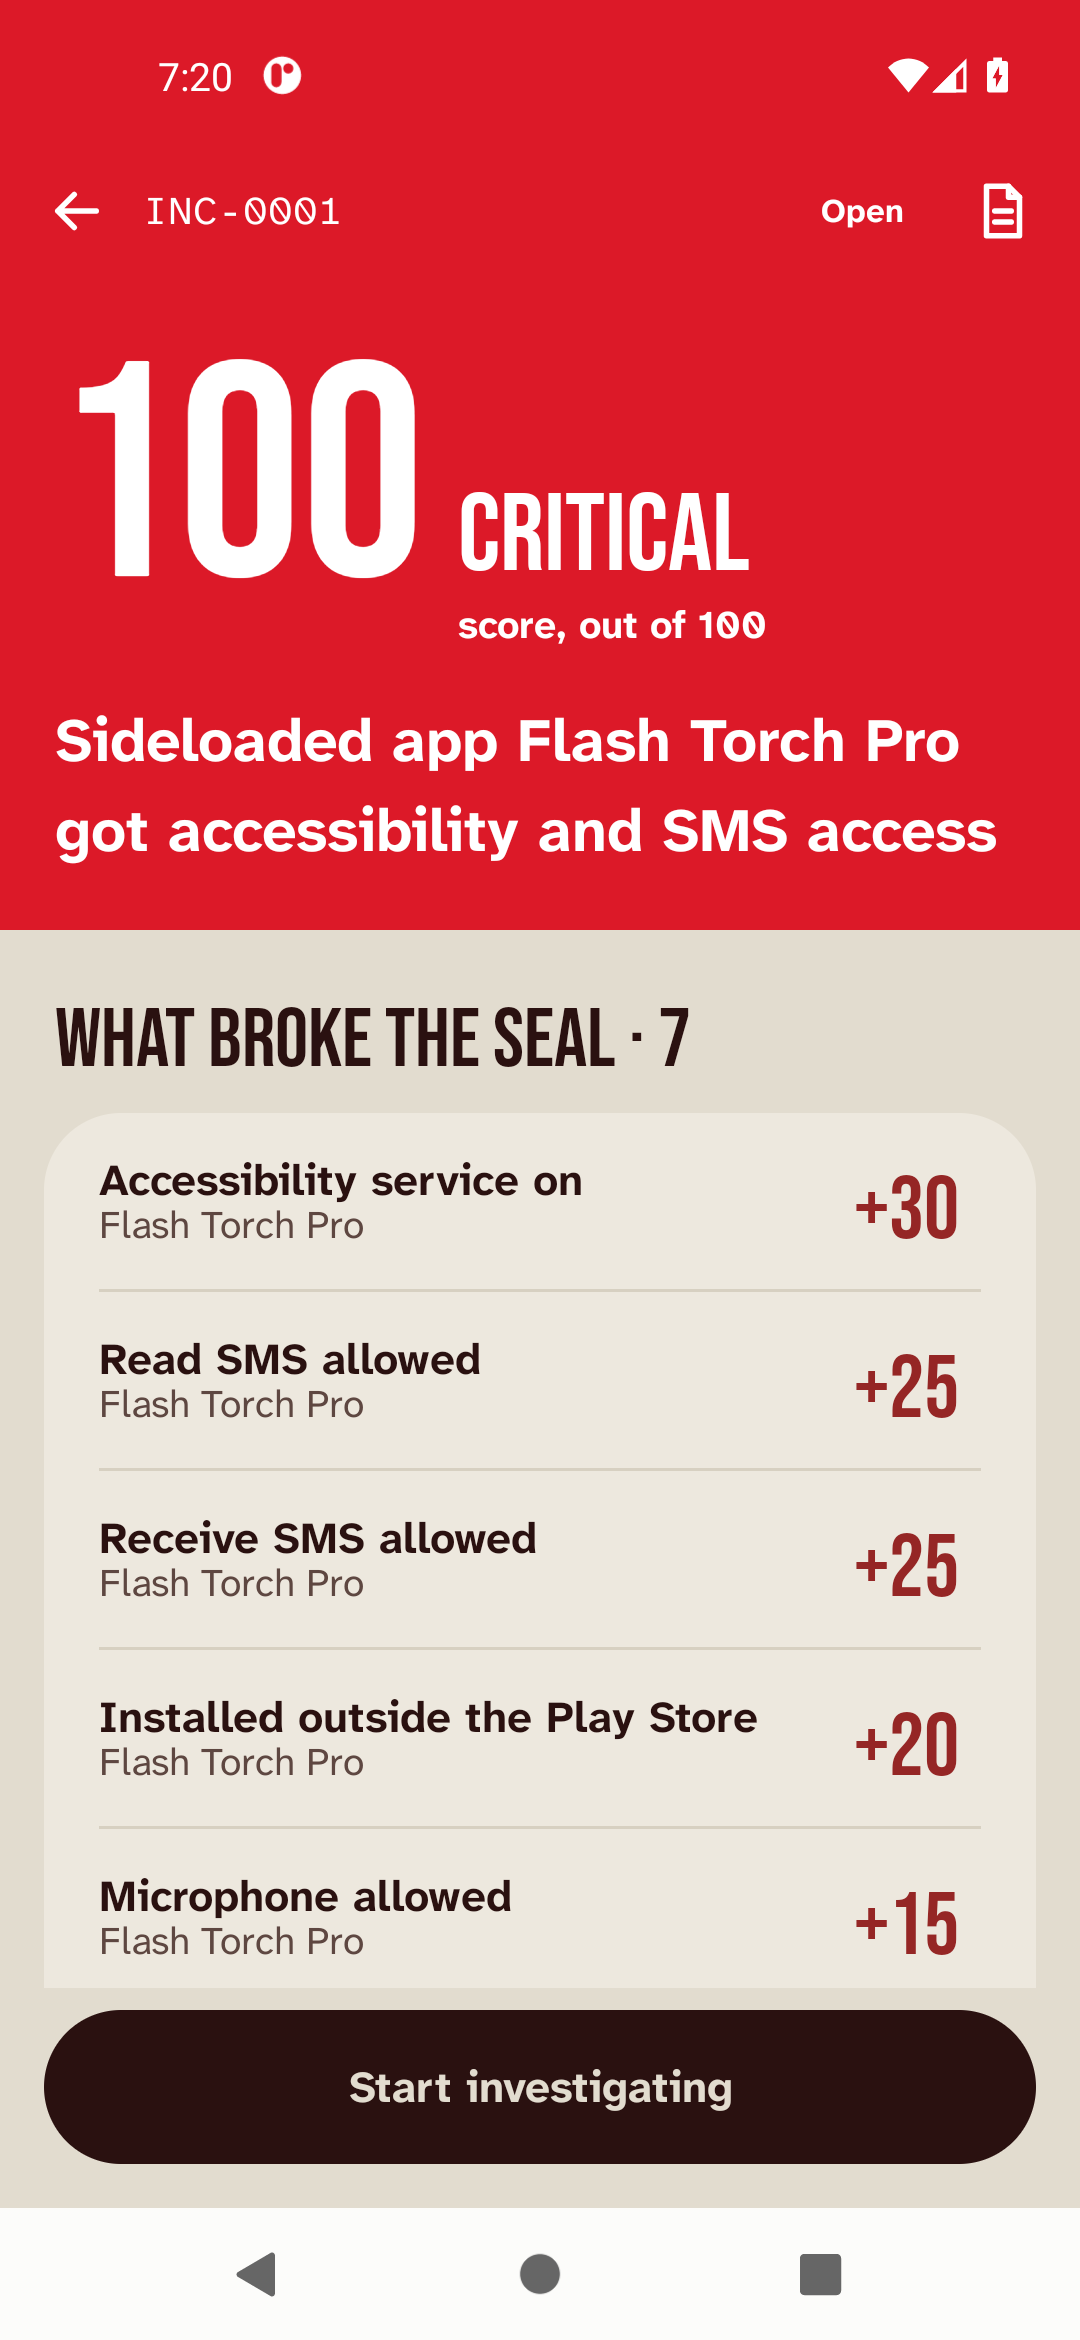 7:20
INC-0001
Open
100
CRITICAL
score, out of 100
Sideloaded app Flash Torch Pro
got accessibility and SMS access
WHAT BROKE THE SEAL · 7
Accessibility service on
Flash Torch Pro
+30
Read SMS allowed
Flash Torch Pro
+25
Receive SMS allowed
Flash Torch Pro
+25
Installed outside the Play Store
Flash Torch Pro
+20
Microphone allowed
Flash Torch Pro
+15
Start investigating